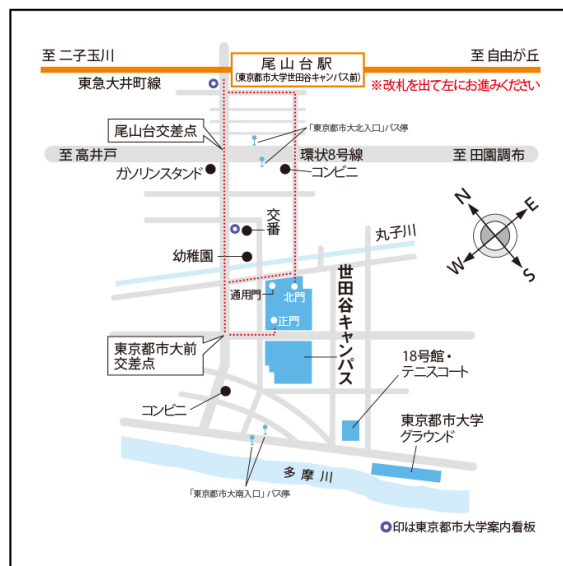 至 二子玉川
尾山台駅
(東京都市大学世田谷キャンパス前)
至 自由が丘
東急大井町線
※改札を出て左にお進みください
尾山台交差点
「東京都市大北入口」バス停
至 高井戸
環状8号線
至 田園調布
ガソリンスタンド
コンビニ
交番
丸子川
N
E
W
S
幼稚園
世田谷キャンパス
通用門
北門
正門
東京都市大前
交差点
18号館・
テニスコート
コンビニ
東京都市大学
グラウンド
多摩川
「東京都市大南入口」バス停
印は東京都市大学案内看板